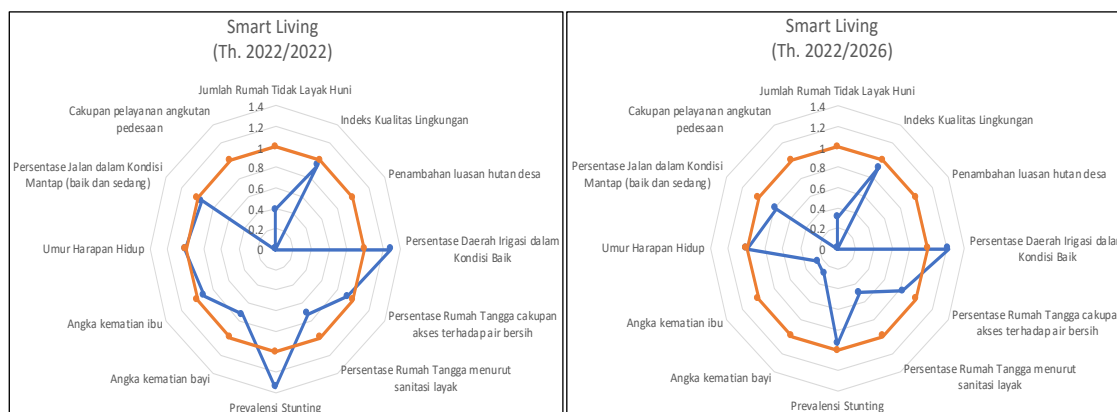 Smart Living
(Th. 2022/2022)
Jumlah Rumah Tidak Layak Huni
1.4
1.2
1
0.8
0.6
0.4
0.2
0
Indeks Kualitas Lingkungan
Penambahan luasan hutan desa
Persentase Daerah Irigasi dalam
Kondisi Baik
Persentase Rumah Tangga cakupan
akses terhadap air bersih
Persentase Rumah Tangga menurut
sanitasi layak
Prevalensi Stunting
Angka kematian bayi
Angka kematian ibu
Umur Harapan Hidup
Persentase Jalan dalam Kondisi
Mantap (baik dan sedang)
Cakupan pelayanan angkutan
pedesaan
Smart Living
(Th. 2022/2026)
Jumlah Rumah Tidak Layak Huni
1.4
1.2
1
0.8
0.6
0.4
0.2
0
Indeks Kualitas Lingkungan
Penambahan luasan hutan desa
Persentase Daerah Irigasi dalam
Kondisi Baik
Persentase Rumah Tangga cakupan
akses terhadap air bersih
Persentase Rumah Tangga menurut
sanitasi layak
Prevalensi Stunting
Angka kematian bayi
Angka kematian ibu
Umur Harapan Hidup
Persentase Jalan dalam Kondisi
Mantap (baik dan sedang)
Cakupan pelayanan angkutan
pedesaan